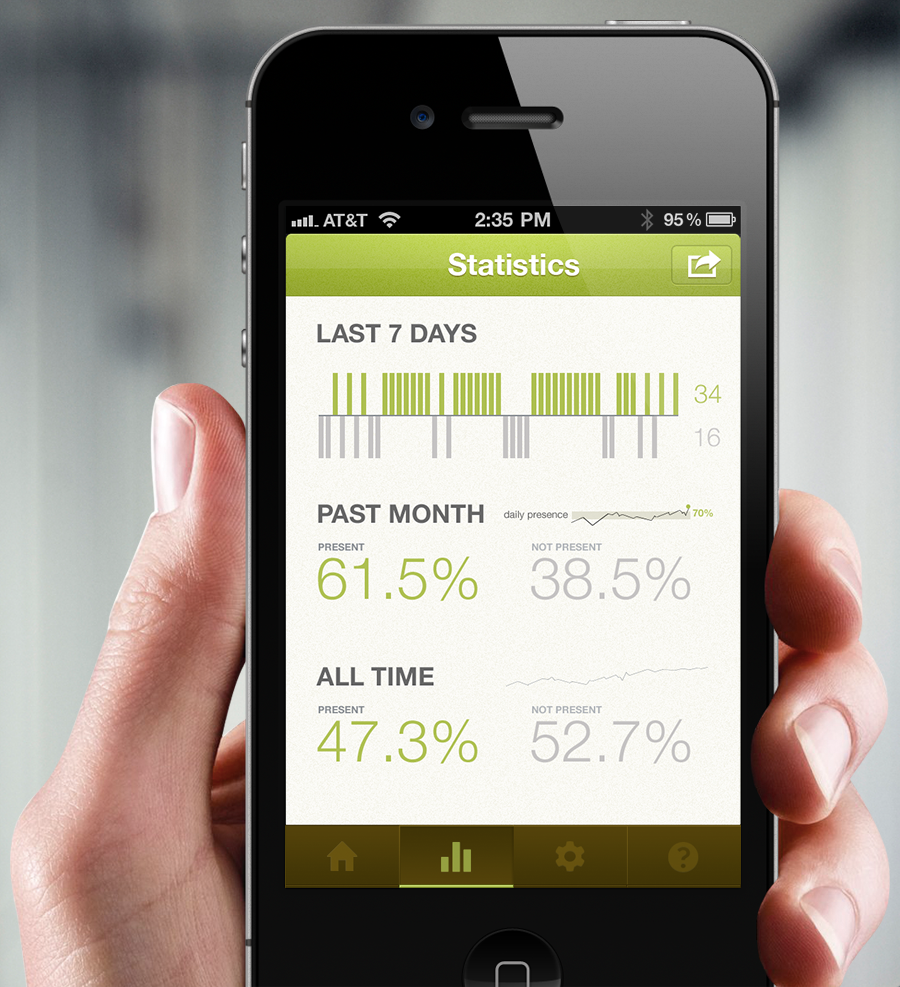 AT&T 2:35 PM 95%
Statistics
LAST 7 DAYS
34
16
PAST MONTH daily presence 70%
PRESENT NOT PRESENT
61.5% 38.5%
ALL TIME
PRESENT NOT PRESENT
47.3% 52.7%
?